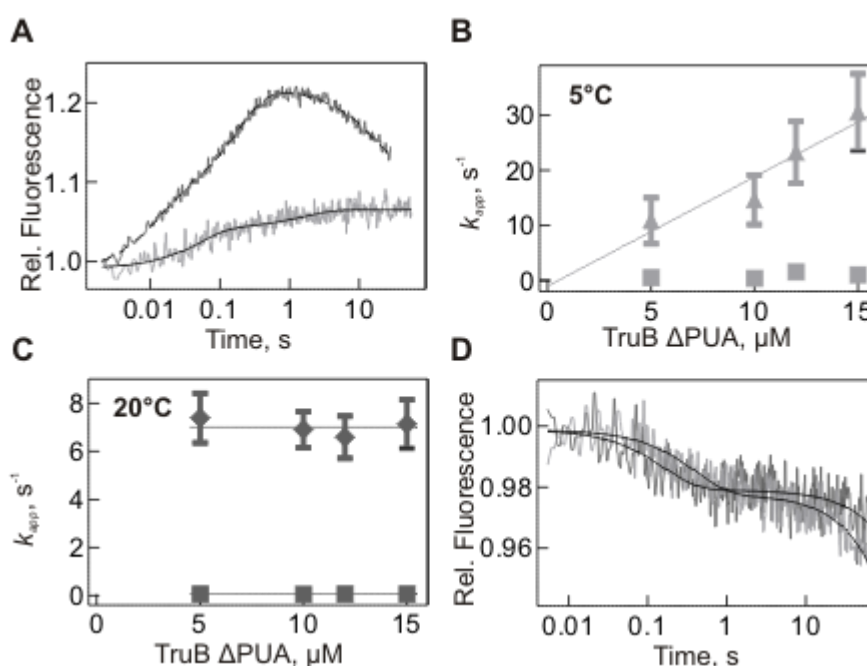 A
Rel. Fluorescence
1.2
1.1
1.0
0.01 0.1 1 10
Time, s
B
5°C
k app, s⁻¹
30
20
10
0
0 5 10 15
TruB ΔPUA, µM
C
20°C
k app, s⁻¹
8
6
4
2
0
0 5 10 15
TruB ΔPUA, µM
D
Rel. Fluorescence
1.00
0.98
0.96
0.01 0.1 1 10
Time, s